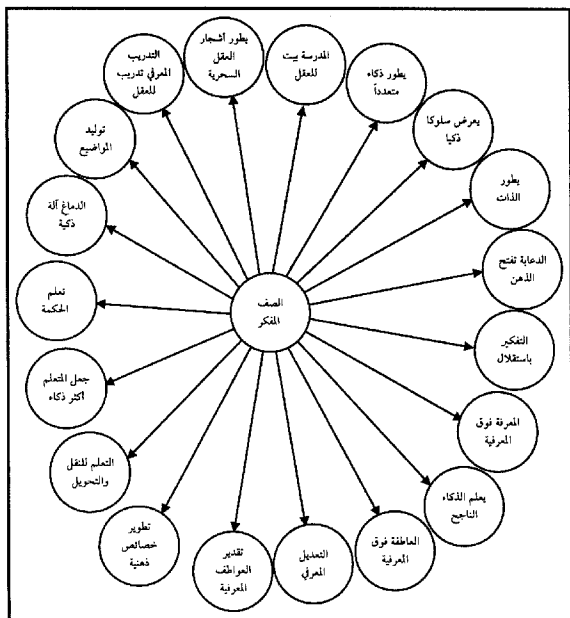 الصف
المفكر
المدرسة بيت
للعقل
يطور ذكاء
متعدداً
يعرض سلوكا
ذكيا
يطور
الذات
الدعابة تفتح
الذهن
التفكير
باستقلال
المعرفة فوق
المعرفية
يعلم الذكاء
الناجح
العاطفة فوق
المعرفية
التعديل
المعرفي
تقدير
العواطف
المعرفية
تطوير
خصائص
ذهنية
التعلم للنقل
والتحويل
جعل المتعلم
أكثر ذكاء
تعلم
الحكمة
الدماغ آلة
ذكية
توليد
المواضيع
التدريب
المعرفي تدريب
للعقل
يطور أشجار
العقل
السحرية